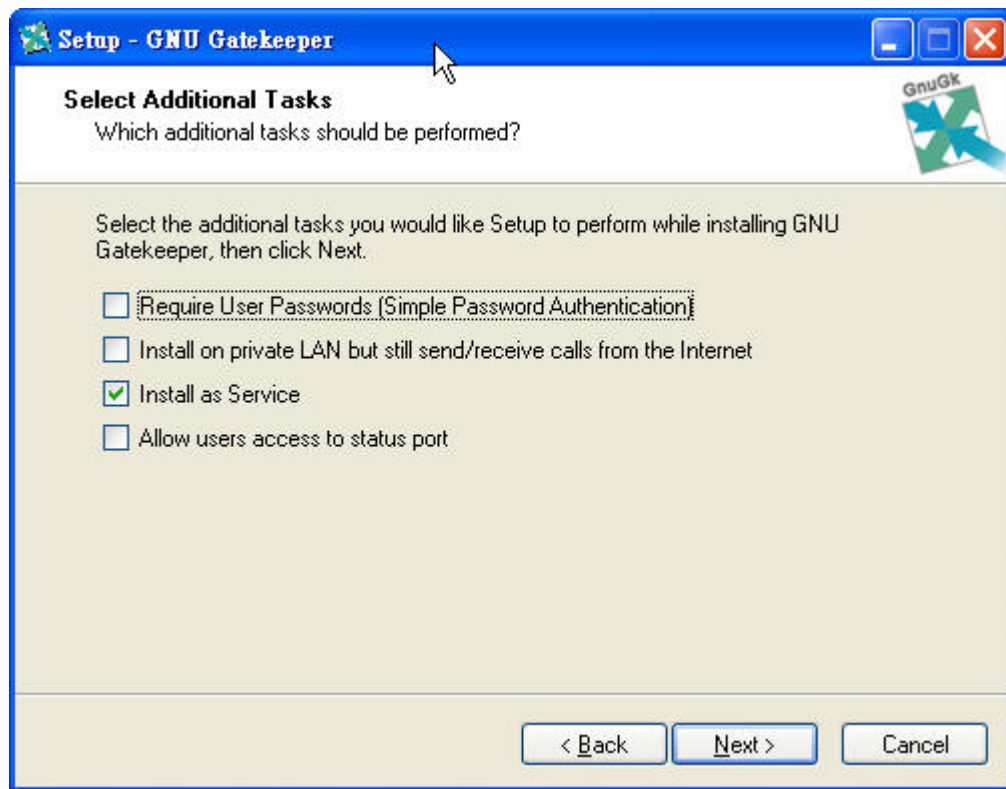 Setup - GNU Gatekeeper
Select Additional Tasks
Which additional tasks should be performed?
GnuGk
Select the additional tasks you would like Setup to perform while installing GNU
Gatekeeper, then click Next.
Require User Passwords (Simple Password Authentication)
Install on private LAN but still send/receive calls from the Internet
Install as Service
Allow users access to status port
< Back
Next >
Cancel